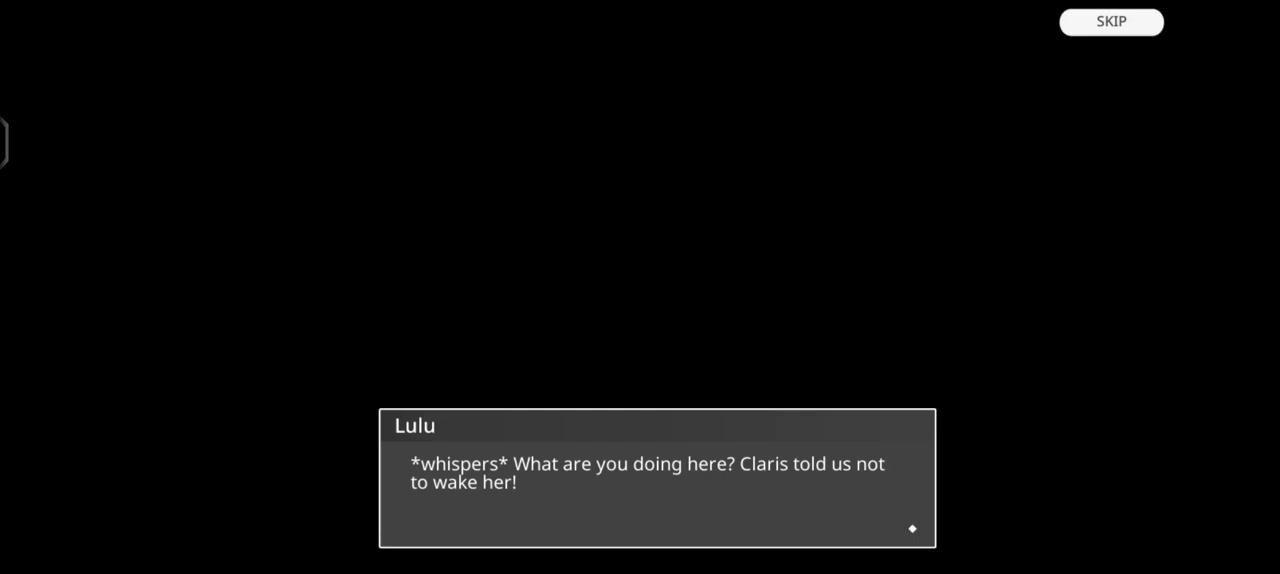 SKIP
Lulu
*whispers* What are you doing here? Claris told us not
to wake her!